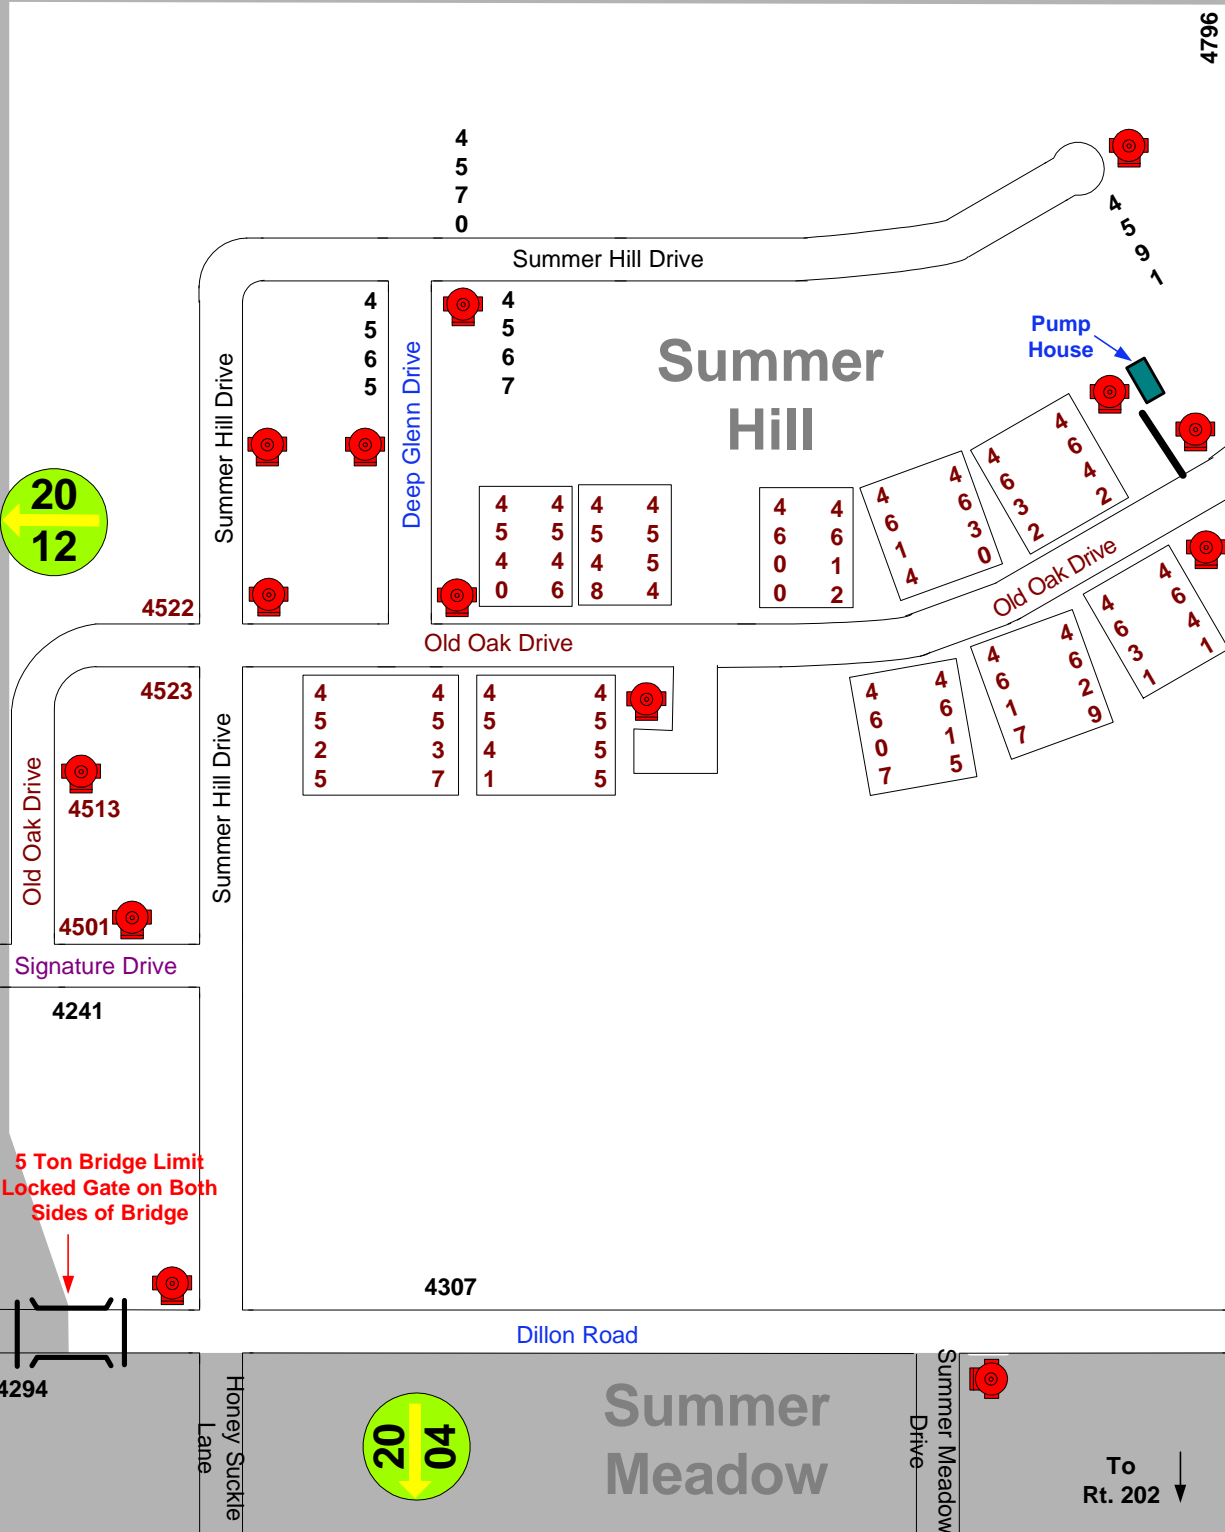 4796
4570
Summer Hill Drive
4591
4565
4567
Pump
House
Summer
Hill
Summer Hill Drive
Deep Glenn Drive
20
12
4540
4546
4548
4554
4600
4612
4614
4630
4632
4642
4522
Old Oak Drive
Old Oak Drive
4523
4525
4537
4541
4555
4607
4615
4617
4629
4631
4641
Old Oak Drive
4513
Summer Hill Drive
4501
Signature Drive
4241
5 Ton Bridge Limit
Locked Gate on Both
Sides of Bridge
4307
Dillon Road
4294
Honey Suckle
Lane
20
04
Summer
Meadow
Summer Meadow
Drive
To
Rt. 202